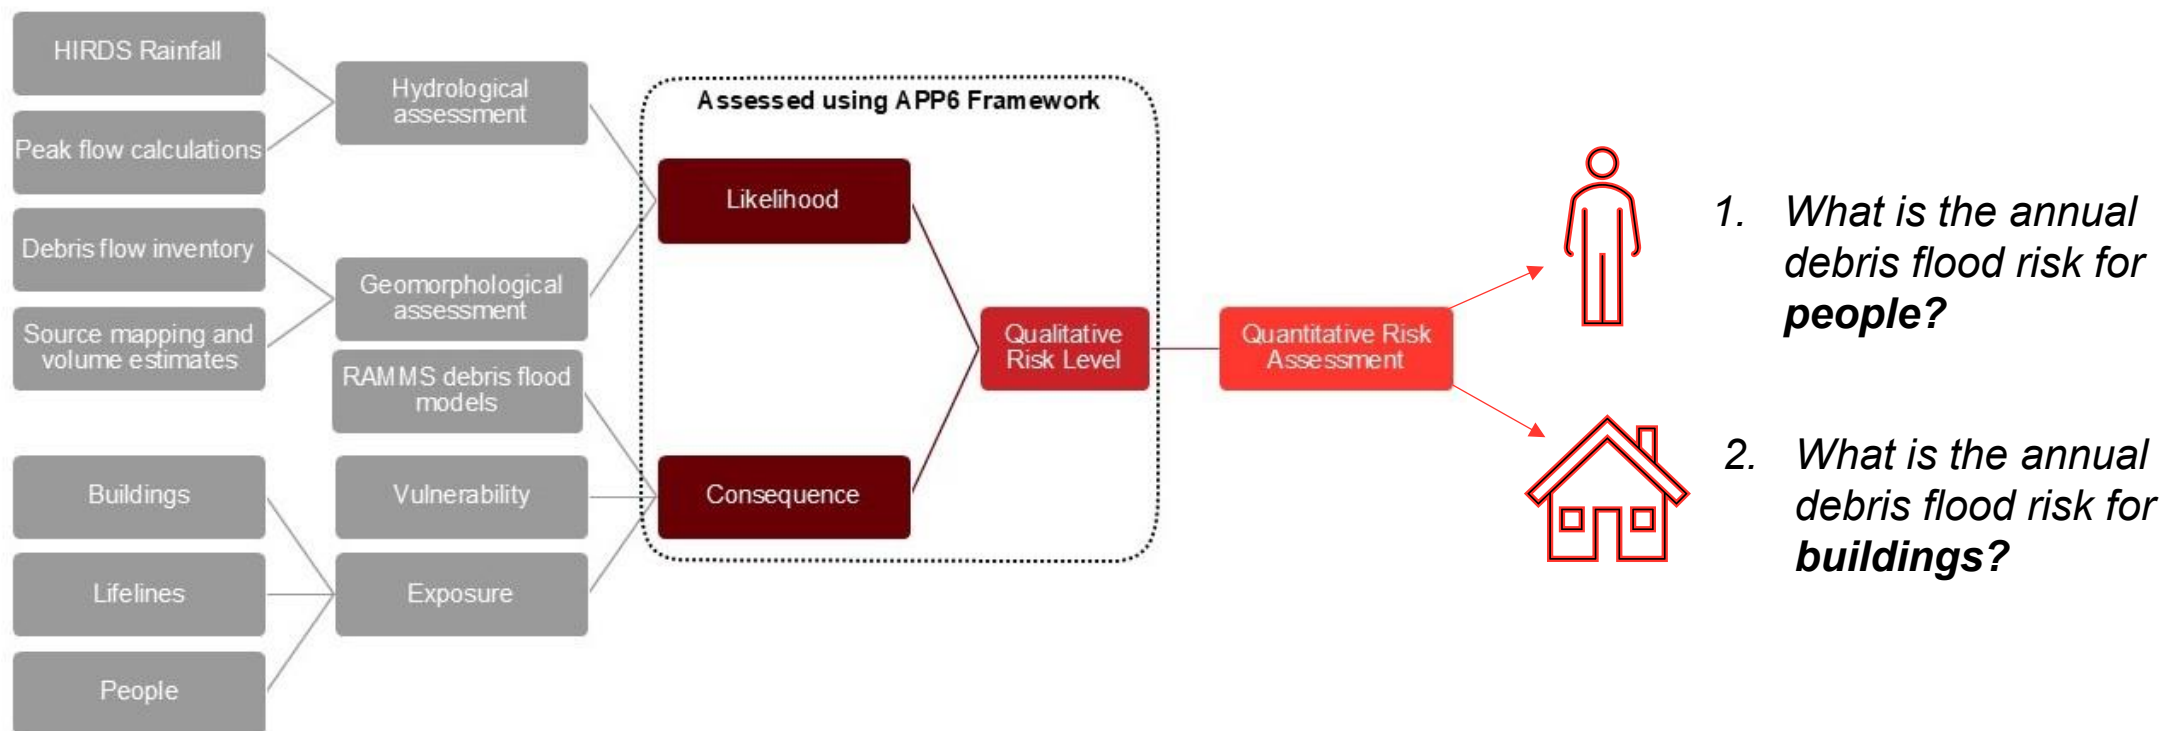 HIRDS Rainfall
Peak flow calculations
Debris flow inventory
Source mapping and
volume estimates
Buildings
Lifelines
People
Hydrological
assessment
Geomorphological
assessment
RAMMS debris flood
models
Vulnerability
Exposure
Assessed using APP6 Framework
Likelihood
Consequence
Qualitative
Risk Level
Quantitative Risk
Assessment
1. What is the annual
debris flood risk for
people?
2. What is the annual
debris flood risk for
buildings?